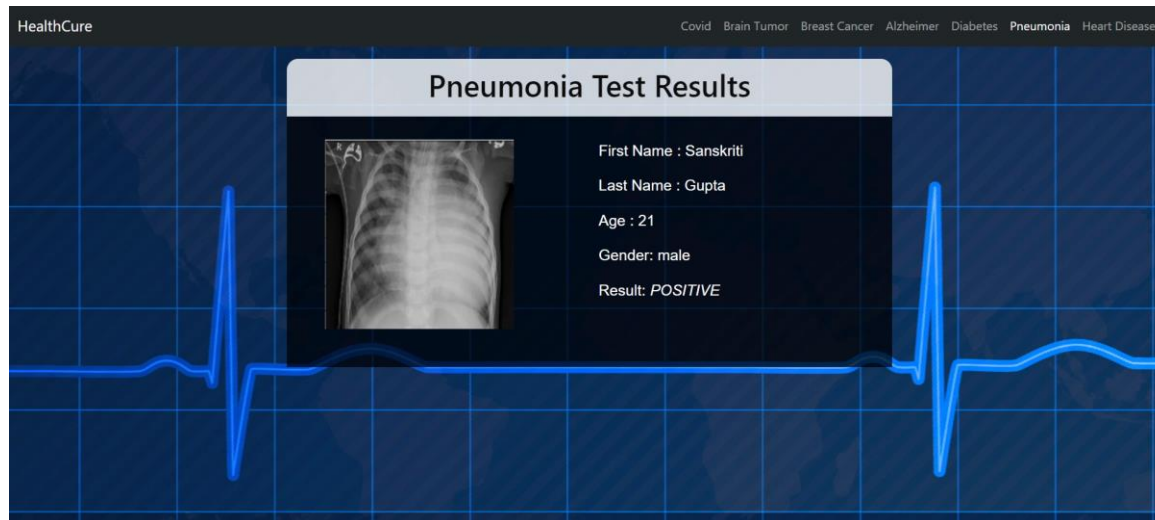 HealthCure
Covid Brain Tumor Breast Cancer Alzheimer Diabetes Pneumonia Heart Disease
Pneumonia Test Results
R
First Name : Sanskriti
Last Name : Gupta
Age : 21
Gender: male
Result: POSITIVE